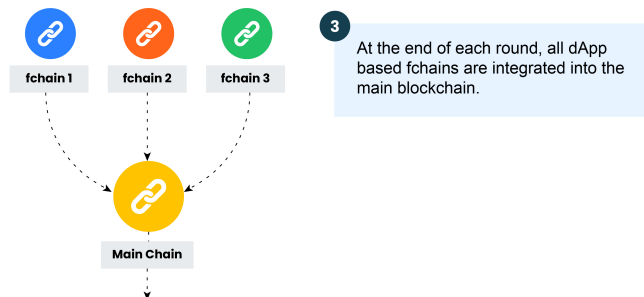 fchain 1
fchain 2
fchain 3
Main Chain
3
At the end of each round, all dApp
based fchains are integrated into the
main blockchain.